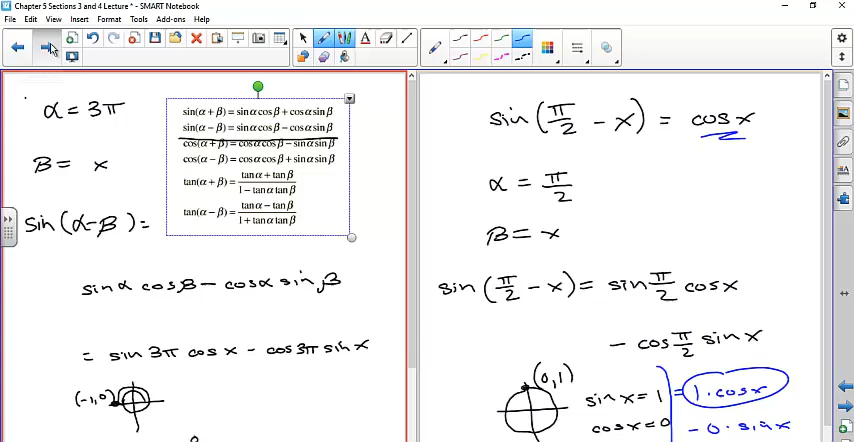 Chapter 5 Sections 3 and 4 Lecture * - SMART Notebook
File Edit View Insert Format Tools Add-ons Help
α = 3π
β = x
sin(α + β) = sin α cos β + cos α sin β
sin(α − β) = sin α cos β − cos α sin β
cos(α + β) = cos α cos β − sin α sin β
cos(α − β) = cos α cos β + sin α sin β
tan(α + β) = (tan α + tan β)/(1 − tan α tan β)
tan(α − β) = (tan α − tan β)/(1 + tan α tan β)
sin(α − β) =
sin α cos β − cos α sin β
= sin 3π cos x − cos 3π sin x
(-1,0)
sin(π/2 − x) = cos x
α = π/2
β = x
sin(π/2 − x) = sin π/2 cos x
− cos π/2 sin x
(0,1)
sin x = 1
cos x = 0
= 1 · cos x
− 0 · sin x